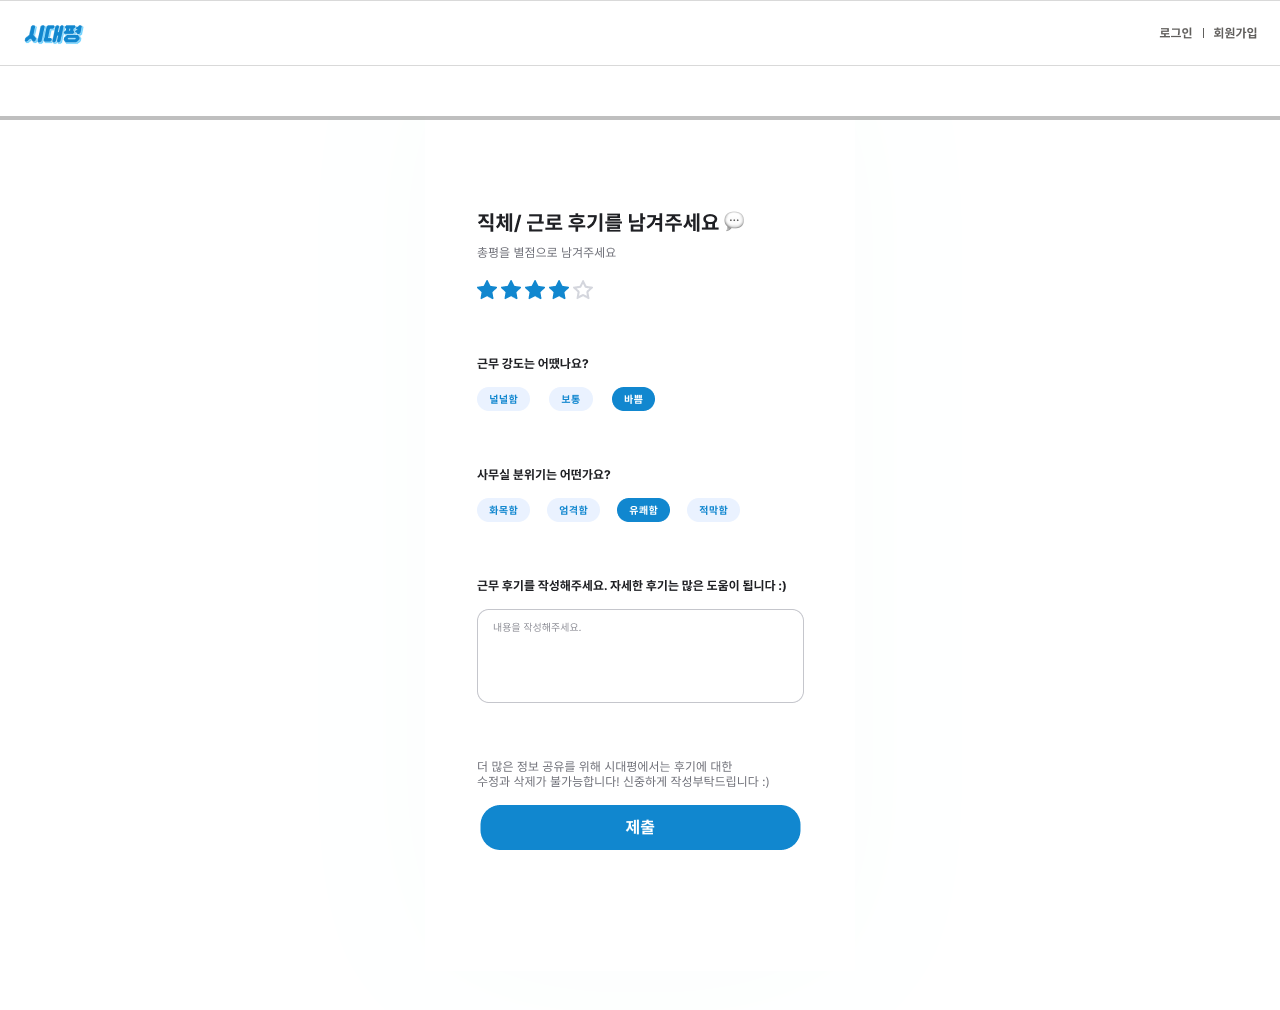 시대평
로그인 | 회원가입
직체/ 근로 후기를 남겨주세요 💬
총평을 별점으로 남겨주세요
근무 강도는 어땠나요?
널널함 보통 바쁨
사무실 분위기는 어떤가요?
화목함 엄격함 유쾌함 적막함
근무 후기를 작성해주세요. 자세한 후기는 많은 도움이 됩니다 :)
내용을 작성해주세요.
더 많은 정보 공유를 위해 시대평에서는 후기에 대한
수정과 삭제가 불가능합니다! 신중하게 작성부탁드립니다 :)
제출